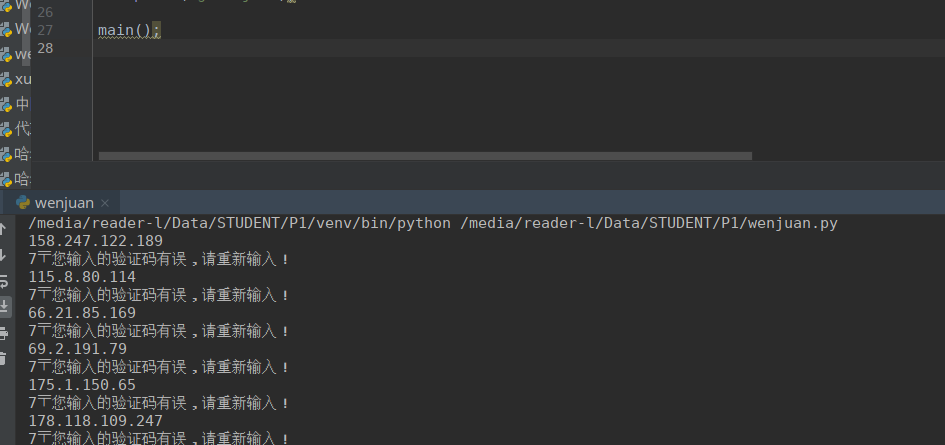 26
27 main();
28
xu
中
代
哈
哈
wenjuan
/media/reader-l/Data/STUDENT/P1/venv/bin/python /media/reader-l/Data/STUDENT/P1/wenjuan.py
158.247.122.189
7〒您输入的验证码有误，请重新输入！
115.8.80.114
7〒您输入的验证码有误，请重新输入！
66.21.85.169
7〒您输入的验证码有误，请重新输入！
69.2.191.79
7〒您输入的验证码有误，请重新输入！
175.1.150.65
7〒您输入的验证码有误，请重新输入！
178.118.109.247
7〒您输入的验证码有误，请重新输入！